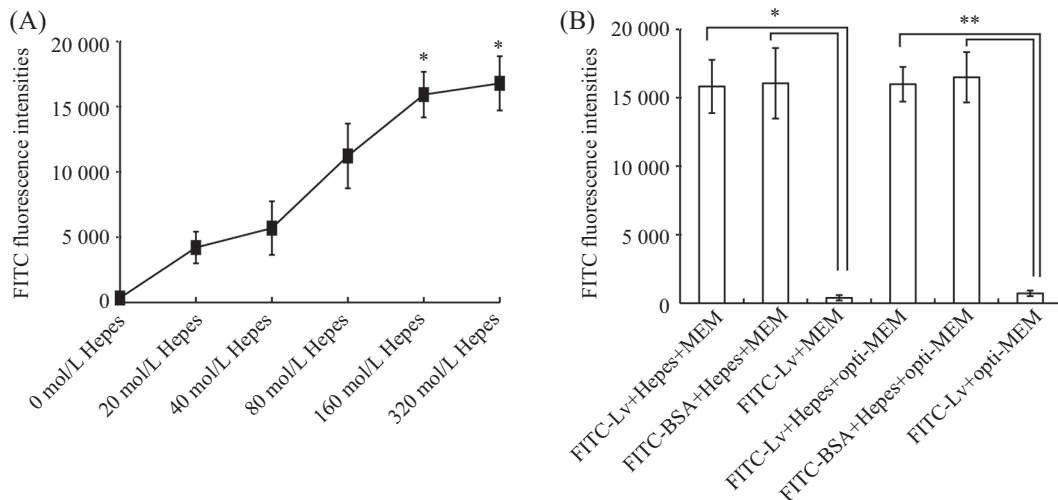 (A)
FITC fluorescence intensities
20 000
15 000
10 000
5 000
0
*
*
0 mol/L Hepes
20 mol/L Hepes
40 mol/L Hepes
80 mol/L Hepes
160 mol/L Hepes
320 mol/L Hepes
(B)
FITC fluorescence intensities
20 000
15 000
10 000
5 000
0
*
**
FITC-Lv+Hepes+MEM
FITC-BSA+Hepes+MEM
FITC-Lv+MEM
FITC-Lv+Hepes+opti-MEM
FITC-BSA+Hepes+opti-MEM
FITC-Lv+opti-MEM